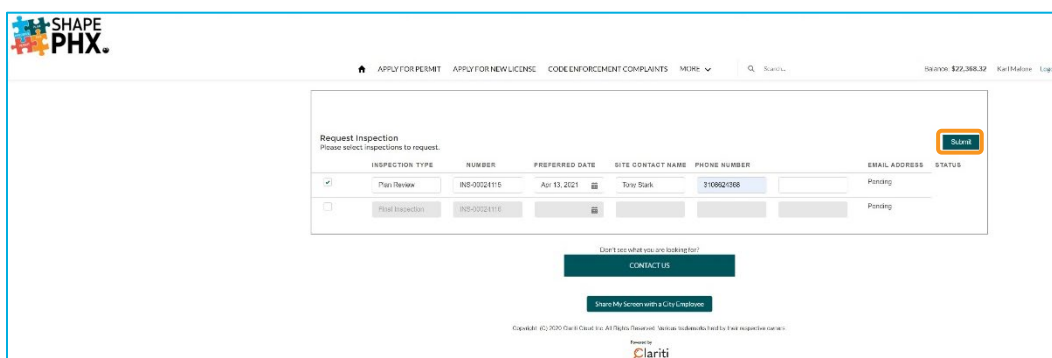 SHAPE
PHX.
APPLY FOR PERMIT APPLY FOR NEW LICENSE CODE ENFORCEMENT COMPLAINTS MORE Search... Balance: $22,368.32 Karl Malone
Request Inspection
Please select inspections to request.
Submit
INSPECTION TYPE NUMBER PREFERRED DATE SITE CONTACT NAME PHONE NUMBER EMAIL ADDRESS STATUS
Plan Review INS-00024115 Apr 13, 2021 Tony Stark 3108624368 Pending
Final Inspection INS-00024116 Pending
Don't see what you are looking for?
CONTACT US
Share My Screen with a City Employee
Copyright (C) 2020 Clariti Cloud Inc. All Rights Reserved. Various trademarks held by their respective owners
Powered by
Clariti